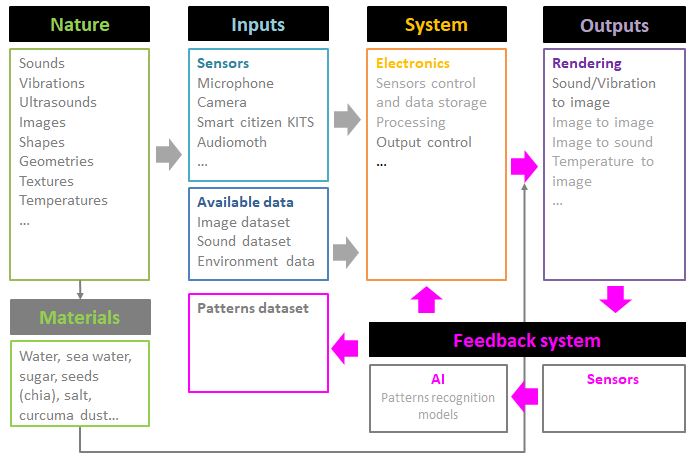 Nature
Sounds
Vibrations
Ultrasounds
Images
Shapes
Geometries
Textures
Temperatures
…
Materials
Water, sea water,
sugar, seeds
(chia), salt,
curcuma dust…
Inputs
Sensors
Microphone
Camera
Smart citizen KITS
Audiomoth
…
Available data
Image dataset
Sound dataset
Environment data
Patterns dataset
System
Electronics
Sensors control
and data storage
Processing
Output control
…
Outputs
Rendering
Sound/Vibration
to image
Image to image
Image to sound
Temperature to
image
…
Feedback system
AI
Patterns recognition
models
Sensors